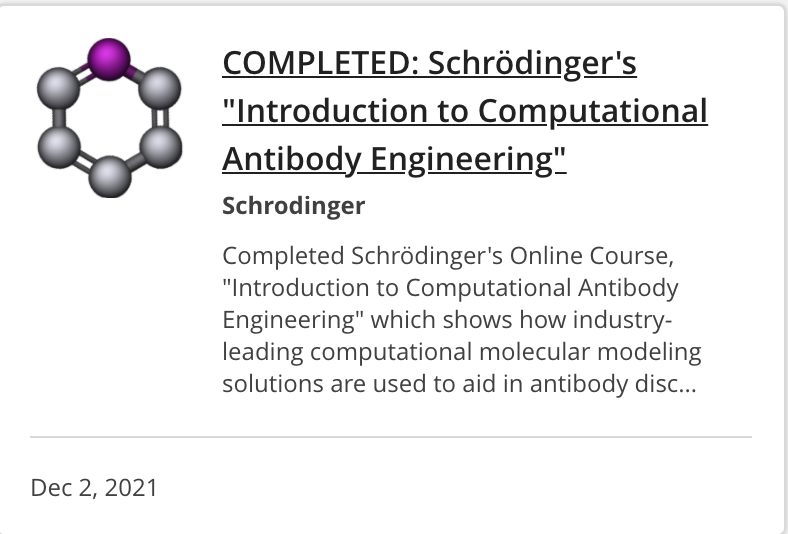 COMPLETED: Schrödinger's
"Introduction to Computational
Antibody Engineering"
Schrodinger
Completed Schrödinger's Online Course,
"Introduction to Computational Antibody
Engineering" which shows how industry-
leading computational molecular modeling
solutions are used to aid in antibody disc...
Dec 2, 2021